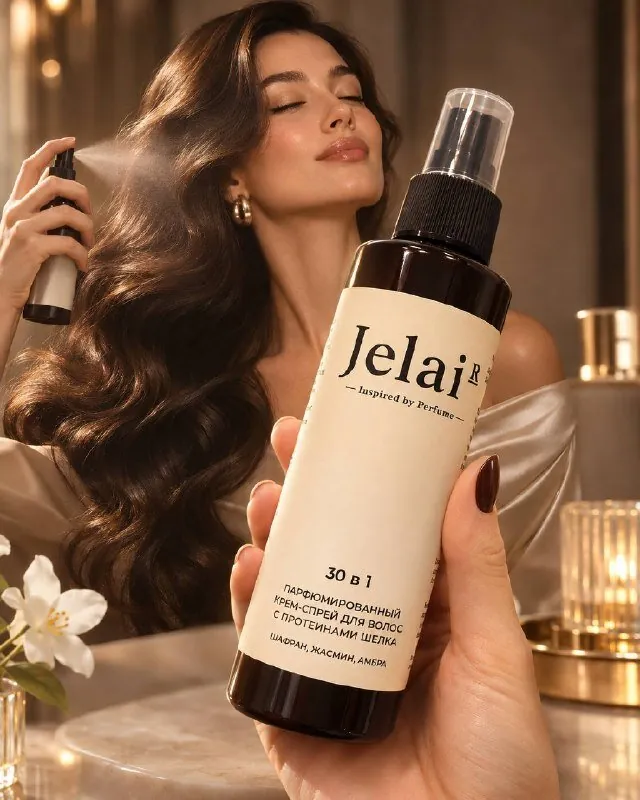 Jelai R
— Inspired by Perfume —
30 в 1
ПАРФЮМИРОВАННЫЙ
КРЕМ-СПРЕЙ ДЛЯ ВОЛОС
С ПРОТЕИНАМИ ШЕЛКА
ШАФРАН, ЖАСМИН, АМБРА